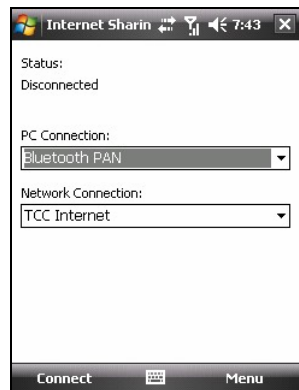 Internet Sharin 7:43
Status:
Disconnected
PC Connection:
Bluetooth PAN
Network Connection:
TCC Internet
Connect Menu